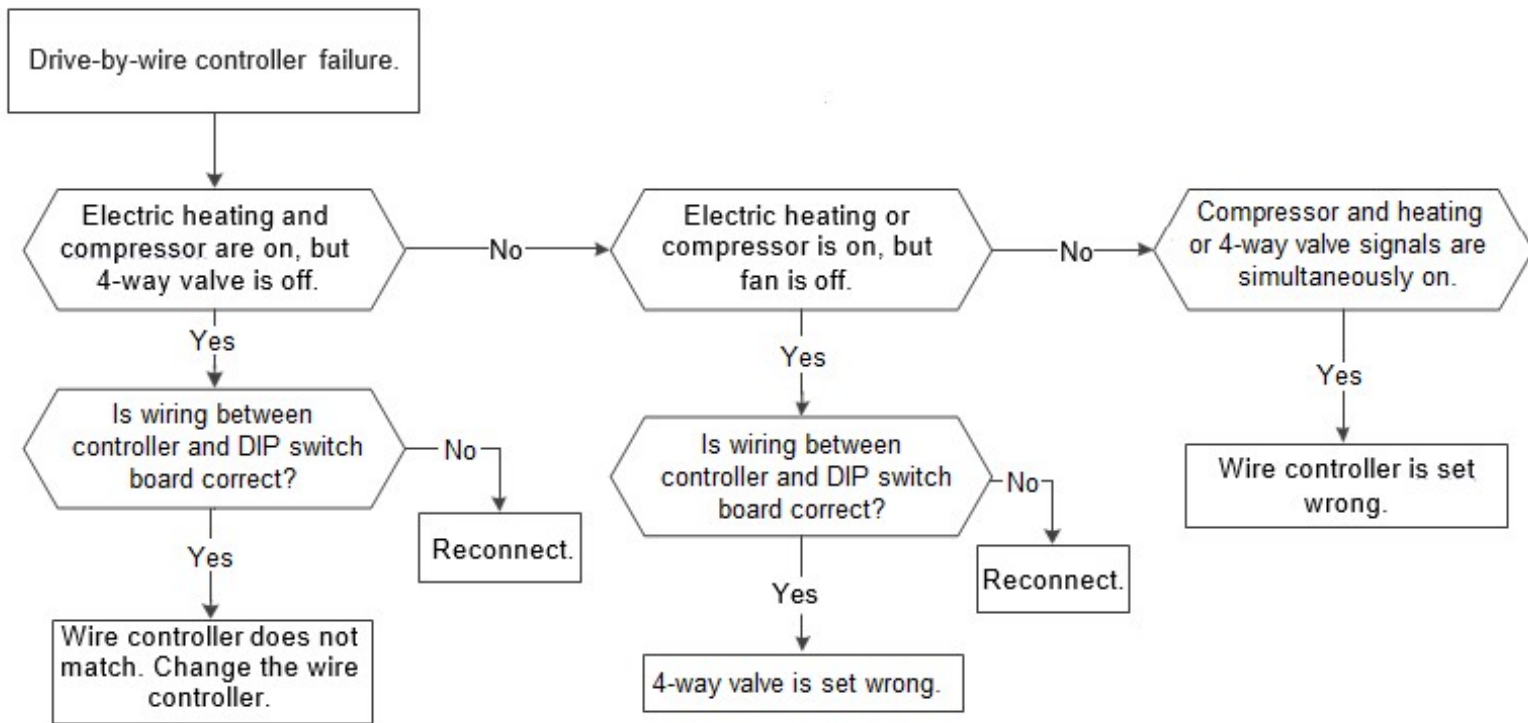 Drive-by-wire controller failure.
Electric heating and
compressor are on, but
4-way valve is off.
No
Electric heating or
compressor is on, but
fan is off.
No
Compressor and heating
or 4-way valve signals are
simultaneously on.
Yes
Yes
Yes
Is wiring between
controller and DIP switch
board correct?
No
Reconnect.
Is wiring between
controller and DIP switch
board correct?
No
Reconnect.
Wire controller is set
wrong.
Yes
Yes
Wire controller does not
match. Change the wire
controller.
4-way valve is set wrong.